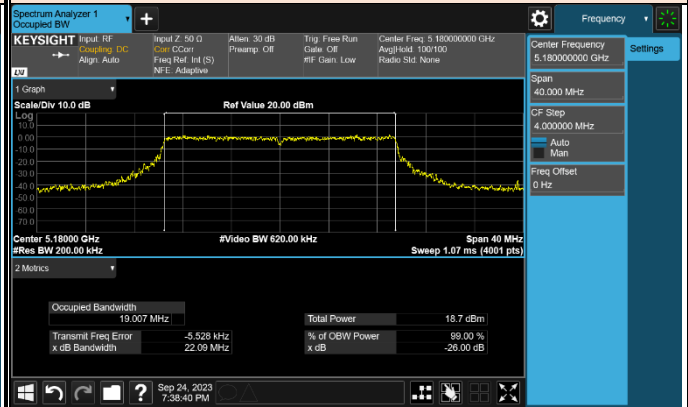 Spectrum Analyzer 1
Occupied BW
Frequency
KEYSIGHT
Input: RF
Coupling: DC
Align: Auto
Input Z: 50 Ω
Corr CCorr
Freq Ref: Int (S)
NFE: Adaptive
Atten: 30 dB
Preamp: Off
Trig: Free Run
Gate: Off
#IF Gain: Low
Center Freq: 5.180000000 GHz
Avg|Hold: 100/100
Radio Std: None
Center Frequency
5.180000000 GHz
Settings
Span
40.000 MHz
CF Step
4.000000 MHz
Auto
Man
Freq Offset
0 Hz
1 Graph
Scale/Div 10.0 dB
Ref Value 20.00 dBm
Log
10.0
0.00
-10.0
-20.0
-30.0
-40.0
-50.0
-60.0
-70.0
Center 5.18000 GHz
#Video BW 620.00 kHz
Span 40 MHz
#Res BW 200.00 kHz
Sweep 1.07 ms (4001 pts)
2 Metrics
Occupied Bandwidth
19.007 MHz
Total Power
18.7 dBm
Transmit Freq Error
-5.528 kHz
% of OBW Power
99.00 %
x dB Bandwidth
22.09 MHz
x dB
-26.00 dB
Sep 24, 2023
7:38:40 PM